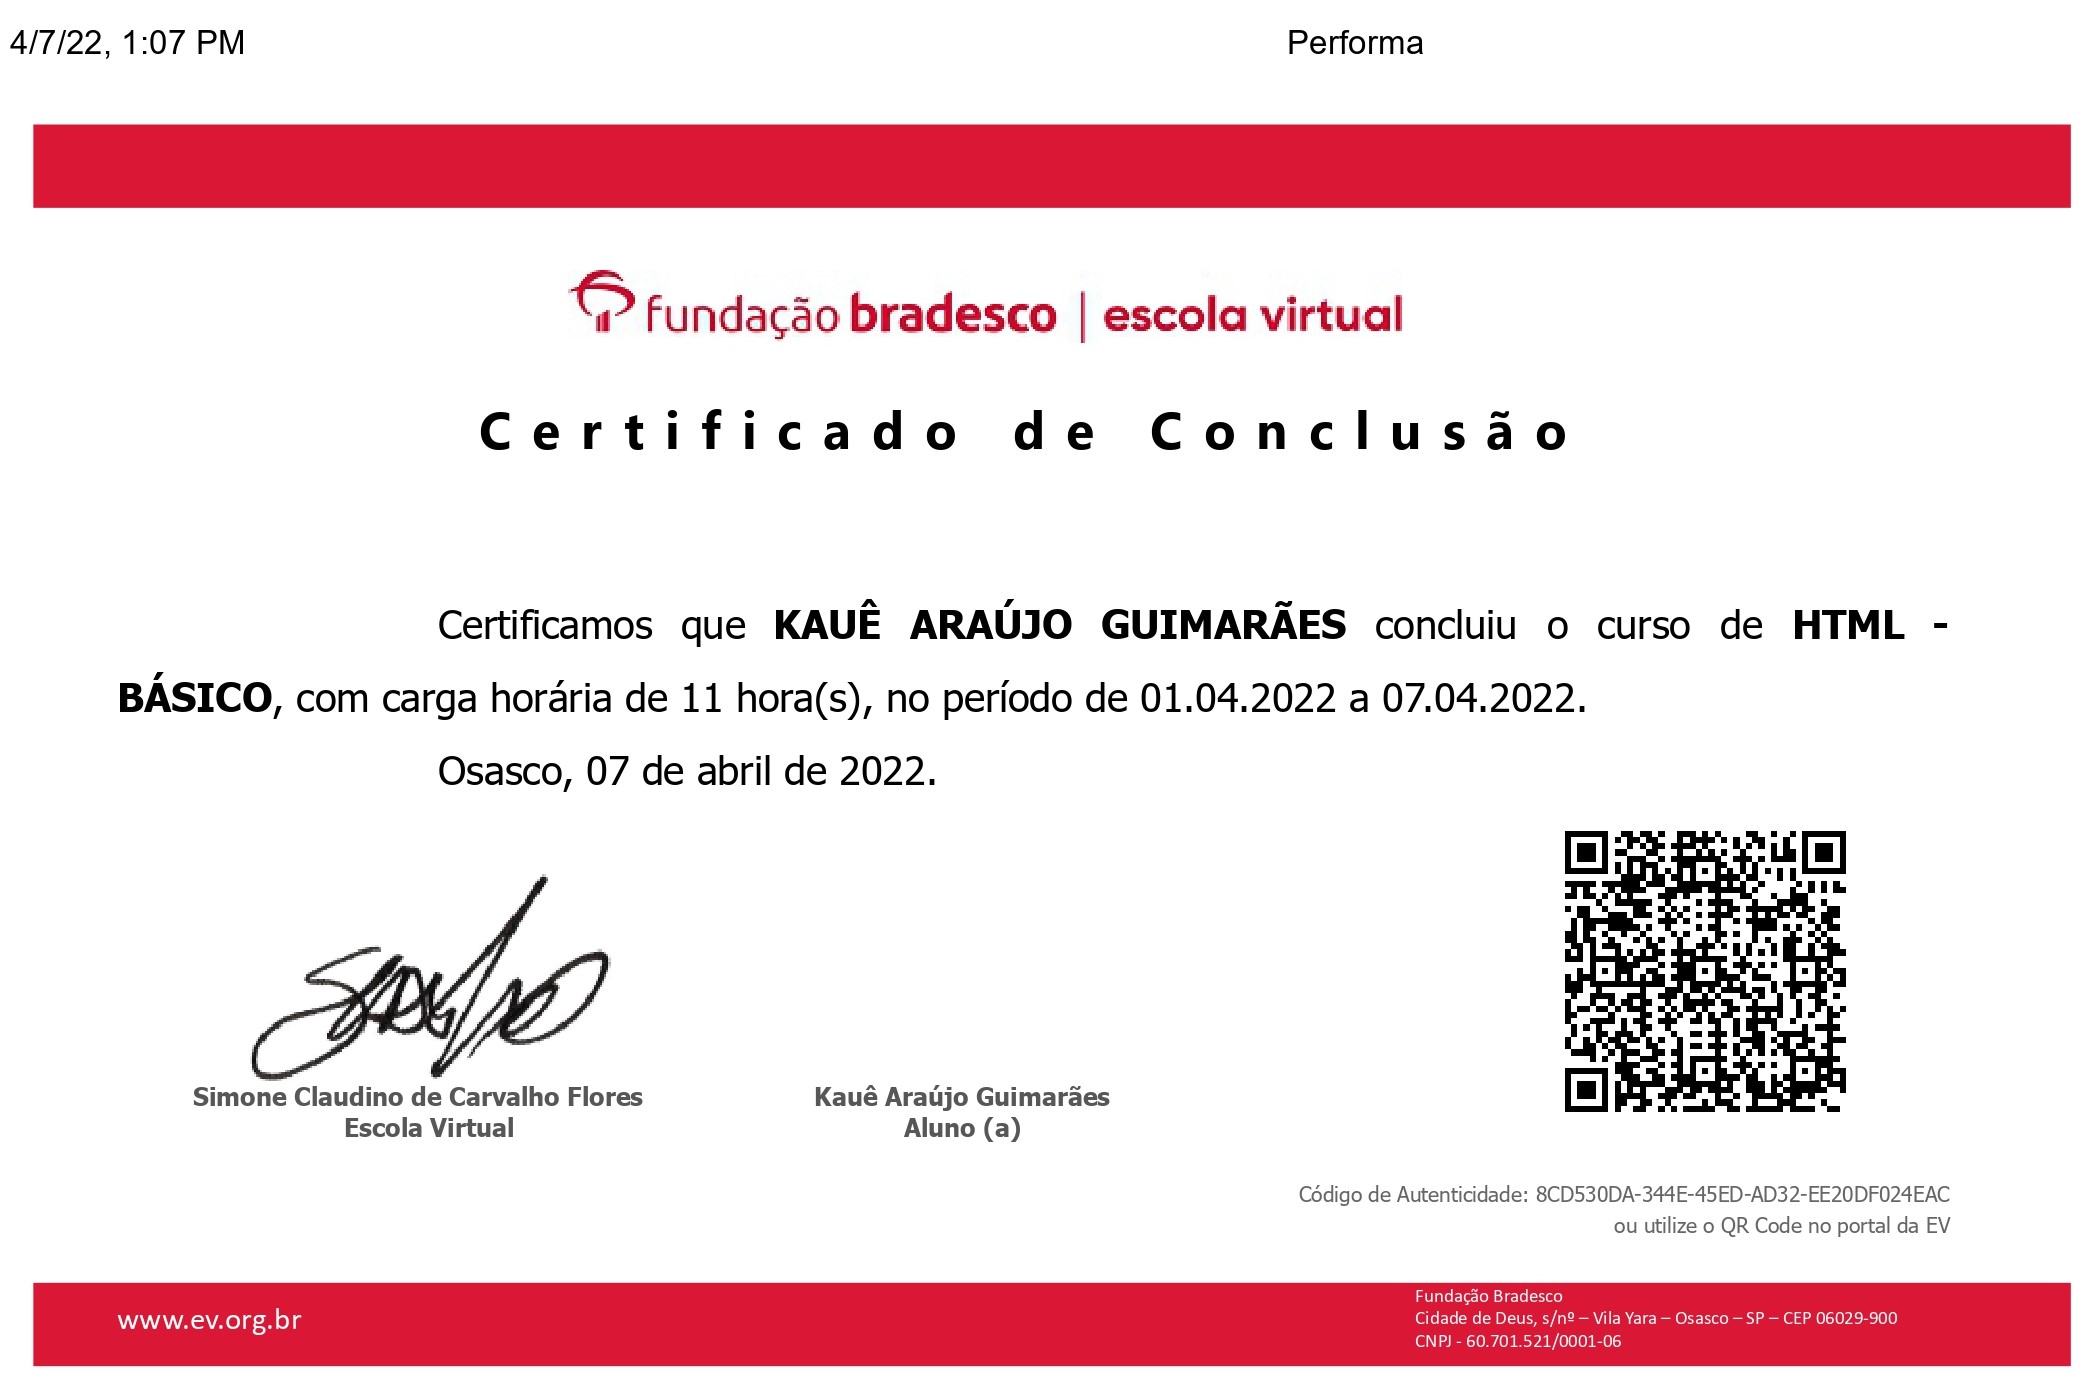 4/7/22, 1:07 PM
Performa
fundação bradesco | escola virtual
Certificado de Conclusão
Certificamos que KAUÊ ARAÚJO GUIMARÃES concluiu o curso de HTML -
BÁSICO, com carga horária de 11 hora(s), no período de 01.04.2022 a 07.04.2022.
Osasco, 07 de abril de 2022.
Simone Claudino de Carvalho Flores
Escola Virtual
Kauê Araújo Guimarães
Aluno (a)
Código de Autenticidade: 8CD530DA-344E-45ED-AD32-EE20DF024EAC
ou utilize o QR Code no portal da EV
www.ev.org.br
Fundação Bradesco
Cidade de Deus, s/nº – Vila Yara – Osasco – SP – CEP 06029-900
CNPJ - 60.701.521/0001-06